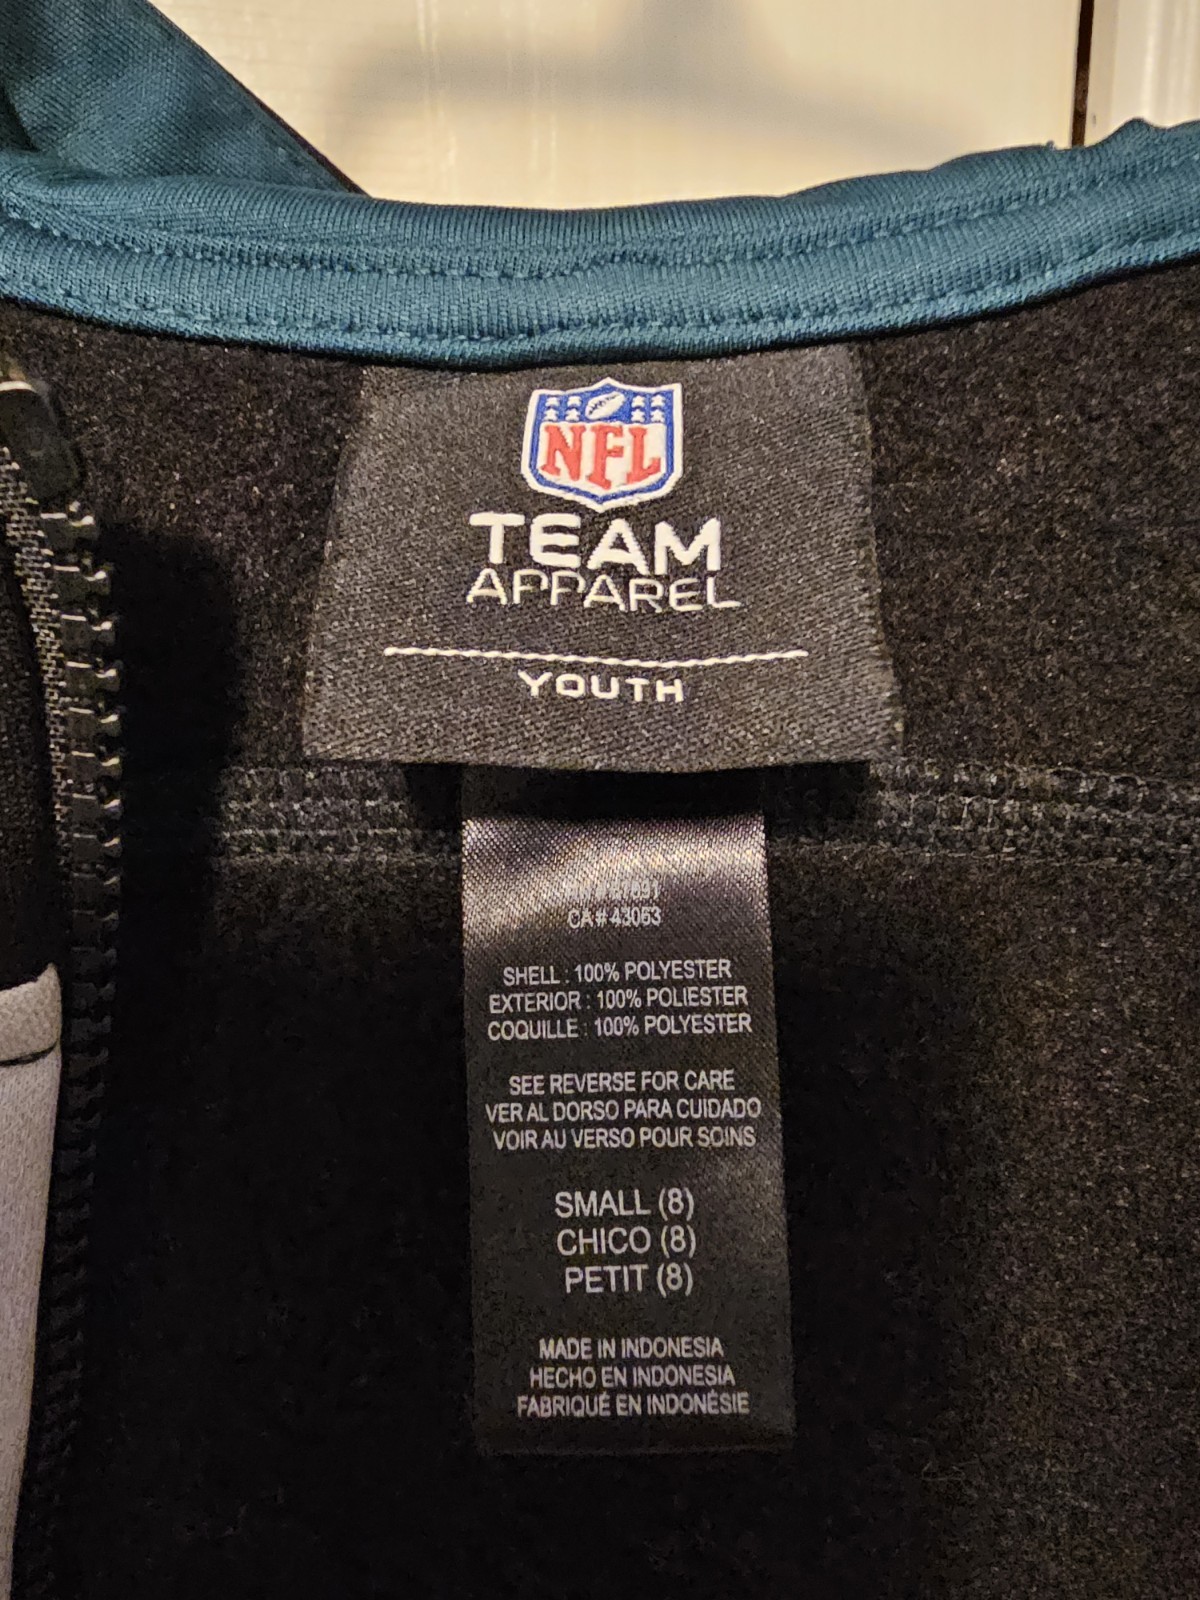 NFL
TEAM
APPAREL
YOUTH
CA# 43053
SHELL : 100% POLYESTER
EXTERIOR : 100% POLIESTER
COQUILLE : 100% POLYESTER
SEE REVERSE FOR CARE
VER AL DORSO PARA CUIDADO
VOIR AU VERSO POUR SOINS
SMALL (8)
CHICO (8)
PETIT (8)
MADE IN INDONESIA
HECHO EN INDONESIA
FABRIQUÉ EN INDONÉSIE